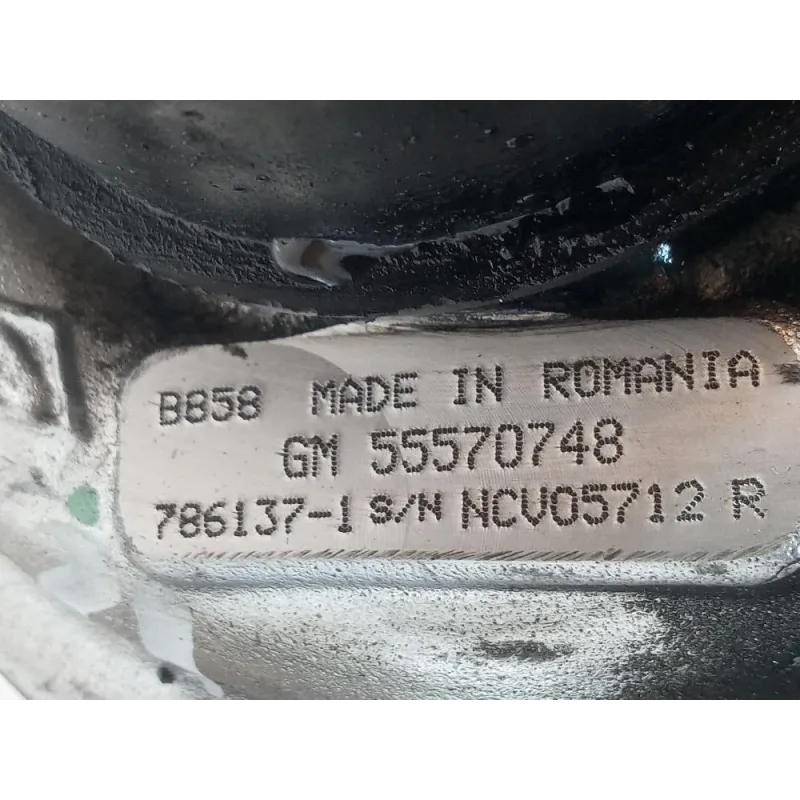 B858 MADE IN ROMANIA
GM 55570748
786137-1 S/N NCV05712 R